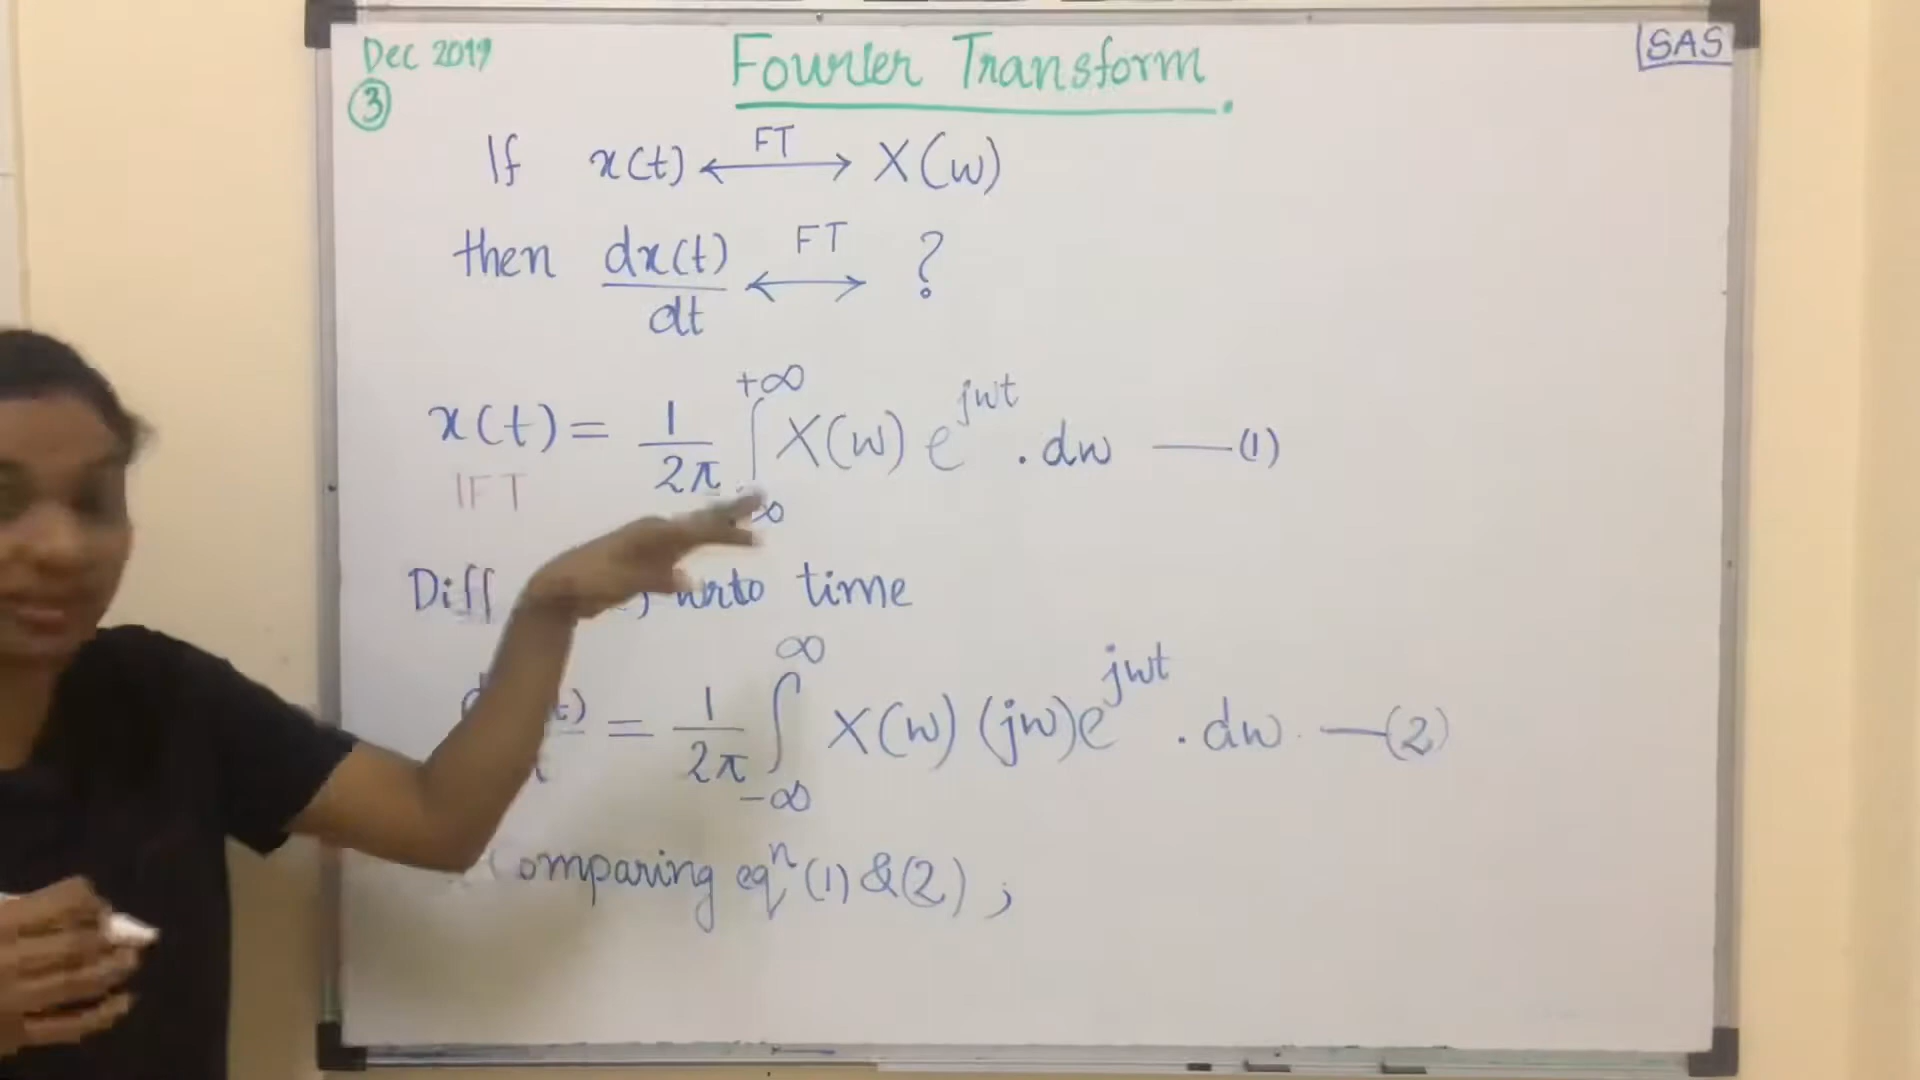 Dec 2019
Fourier Transform.
SAS
3
If x(t) ⟷ X(w)
FT
then dx(t)/dt ⟷ ?
FT
x(t) = 1/2π ∫ X(w) e^jwt . dw —(1)
+∞
∞
IFT
Diff wrto time
= 1/2π ∫ X(w) (jw) e^jwt . dw —(2)
∞
-∞
Comparing eqⁿ (1) & (2) ,